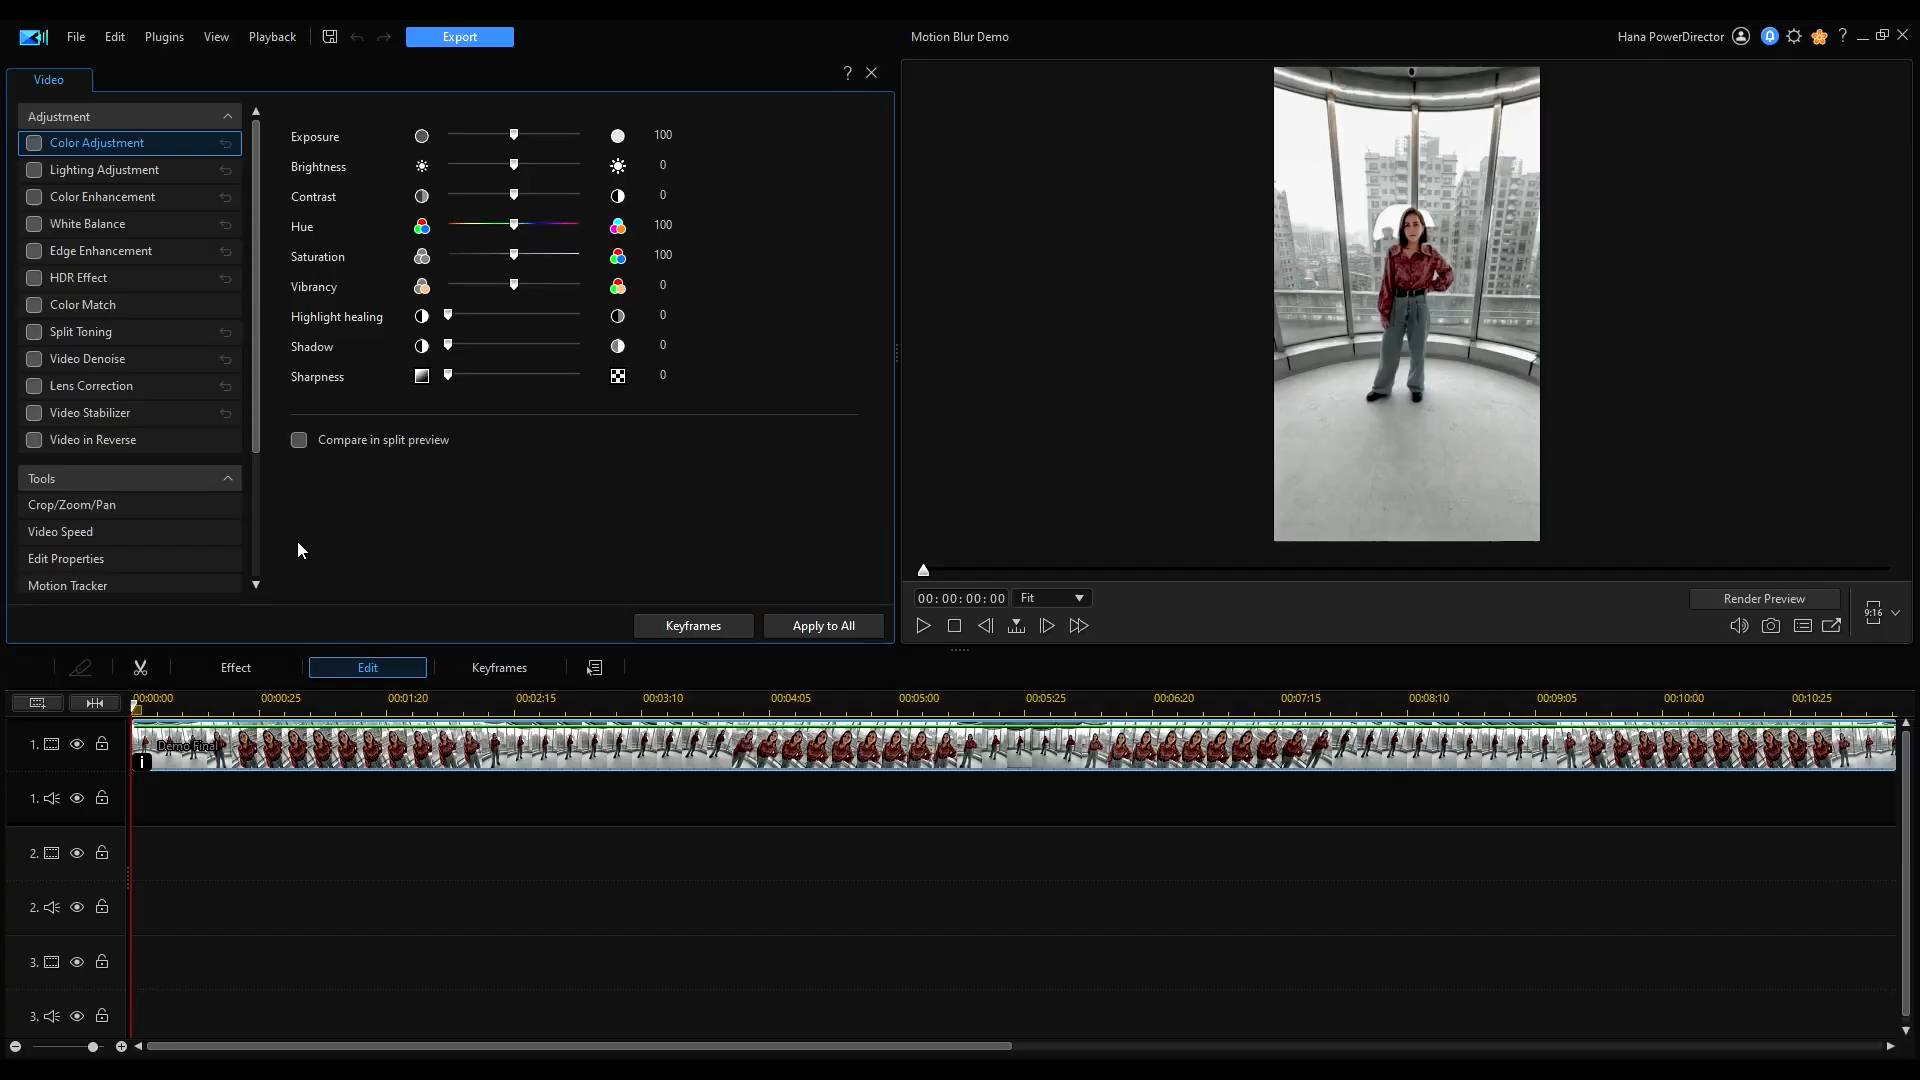 File Edit Plugins View Playback Export Motion Blur Demo Hana PowerDirector ?
Video ?
Adjustment
Color Adjustment
Lighting Adjustment
Color Enhancement
White Balance
Edge Enhancement
HDR Effect
Color Match
Split Toning
Video Denoise
Lens Correction
Video Stabilizer
Video in Reverse
Tools
Crop/Zoom/Pan
Video Speed
Edit Properties
Motion Tracker
Exposure 100
Brightness 0
Contrast 0
Hue 100
Saturation 100
Vibrancy 0
Highlight healing 0
Shadow 0
Sharpness 0
Compare in split preview
Keyframes Apply to All
00:00:00:00 Fit Render Preview 9:16
Effect Edit Keyframes
00:00:00 00:00:25 00:01:20 00:02:15 00:03:10 00:04:05 00:05:00 00:05:25 00:06:20 00:07:15 00:08:10 00:09:05 00:10:00 00:10:25
1. Demo Final
i
1.
2.
2.
3.
3.